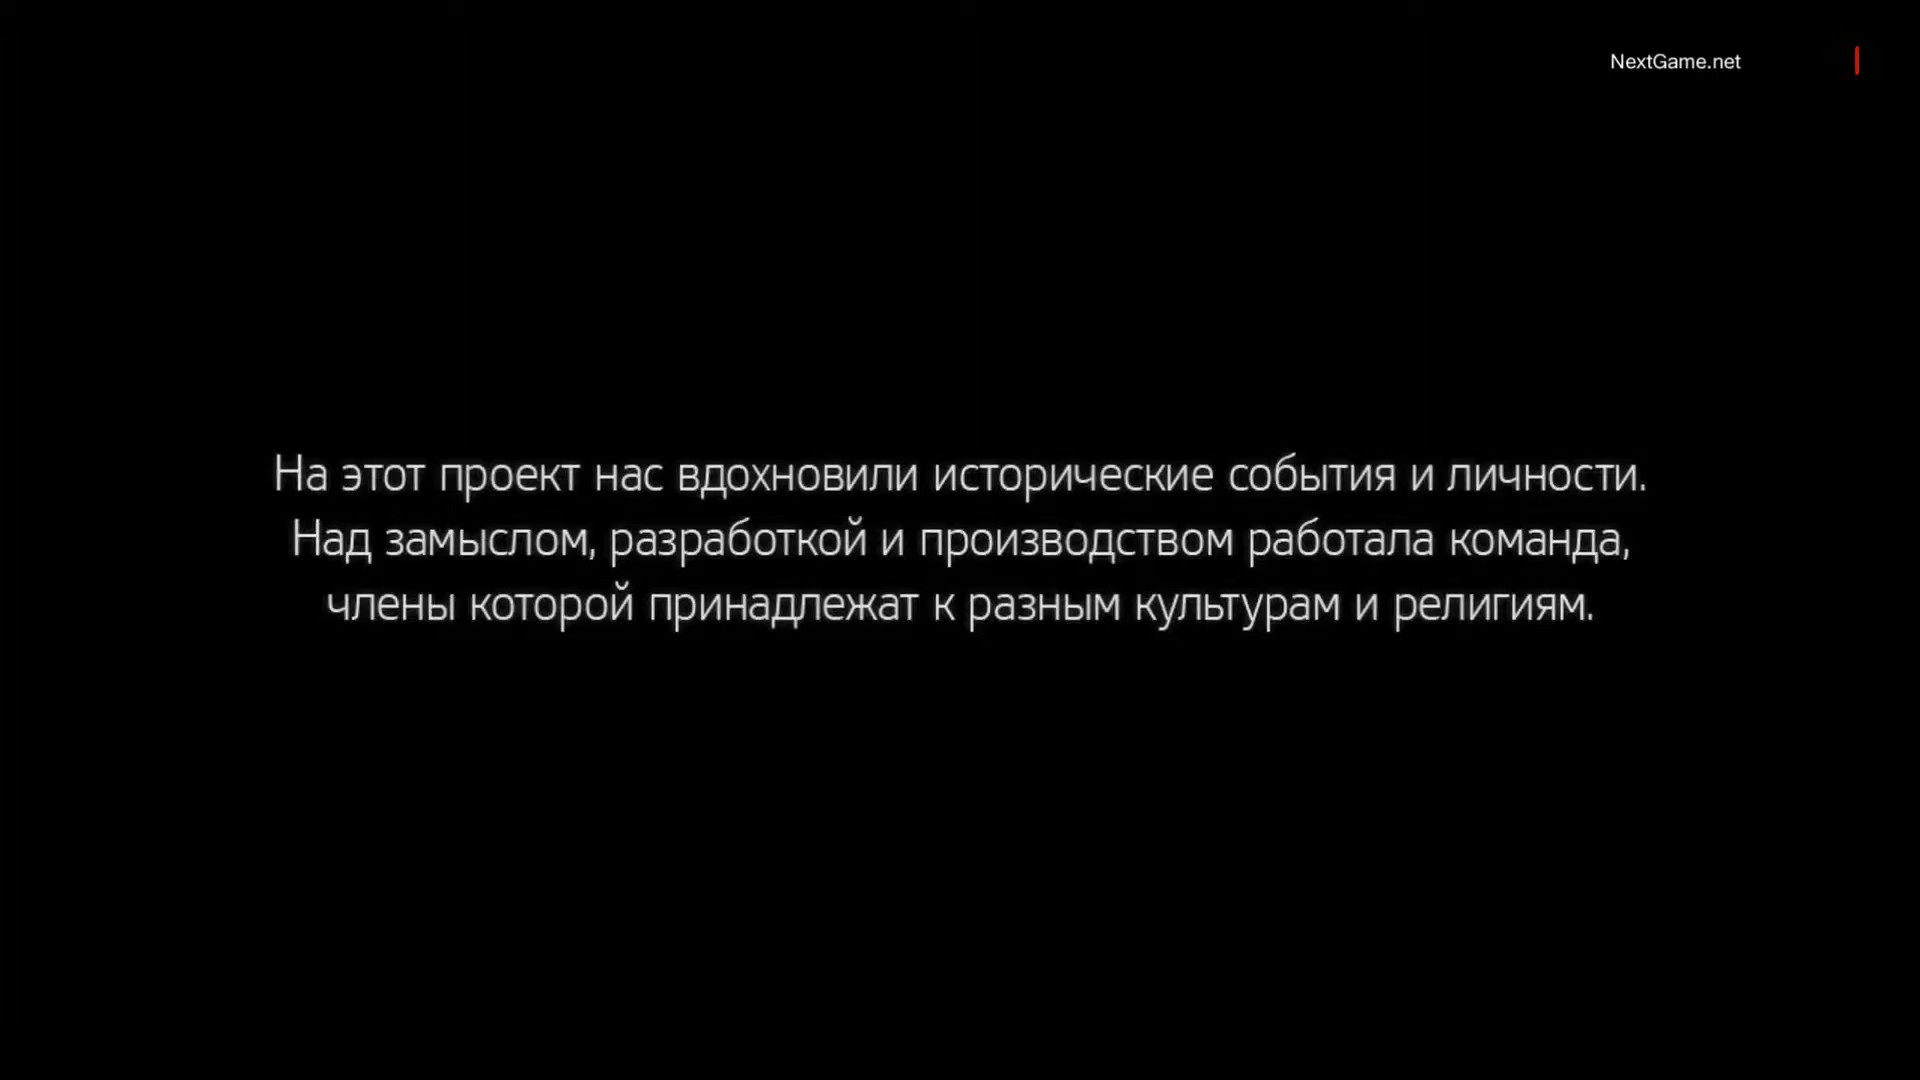 NextGame.net
На этот проект нас вдохновили исторические события и личности.
Над замыслом, разработкой и производством работала команда,
члены которой принадлежат к разным культурам и религиям.